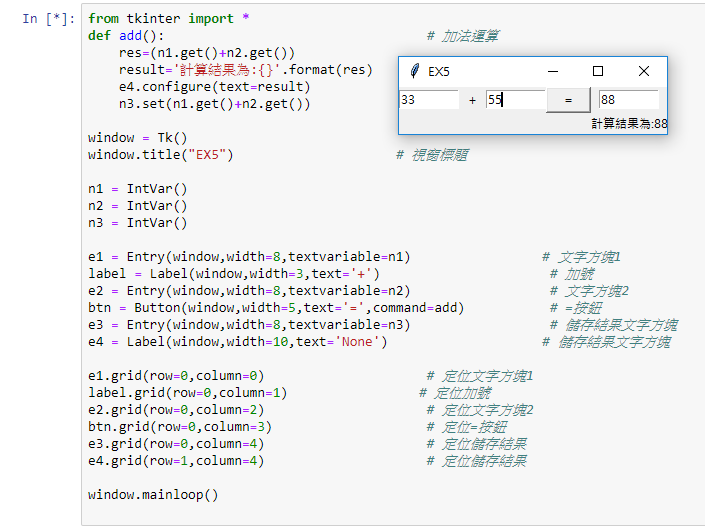 In [*]: from tkinter import *
def add(): # 加法運算
res=(n1.get()+n2.get())
result='計算結果為:{}'.format(res)
e4.configure(text=result)
n3.set(n1.get()+n2.get())
EX5
33 + 55 = 88
計算結果為:88
window = Tk()
window.title("EX5") # 視窗標題
n1 = IntVar()
n2 = IntVar()
n3 = IntVar()
e1 = Entry(window,width=8,textvariable=n1) # 文字方塊1
label = Label(window,width=3,text='+') # 加號
e2 = Entry(window,width=8,textvariable=n2) # 文字方塊2
btn = Button(window,width=5,text='=',command=add) # =按鈕
e3 = Entry(window,width=8,textvariable=n3) # 儲存結果文字方塊
e4 = Label(window,width=10,text='None') # 儲存結果文字方塊
e1.grid(row=0,column=0) # 定位文字方塊1
label.grid(row=0,column=1) # 定位加號
e2.grid(row=0,column=2) # 定位文字方塊2
btn.grid(row=0,column=3) # 定位=按鈕
e3.grid(row=0,column=4) # 定位儲存結果
e4.grid(row=1,column=4) # 定位儲存結果
window.mainloop()